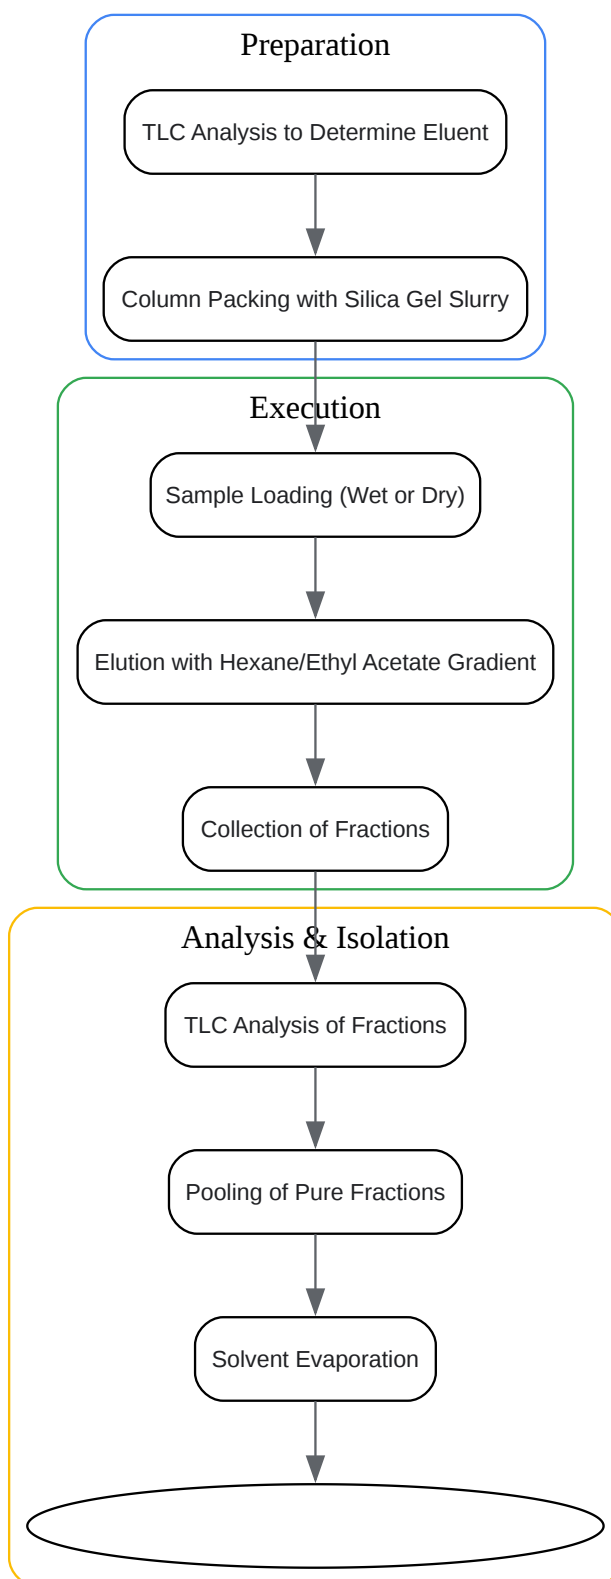 Preparation
TLC Analysis to Determine Eluent
Column Packing with Silica Gel Slurry
Execution
Sample Loading (Wet or Dry)
Elution with Hexane/Ethyl Acetate Gradient
Collection of Fractions
Analysis & Isolation
TLC Analysis of Fractions
Pooling of Pure Fractions
Solvent Evaporation